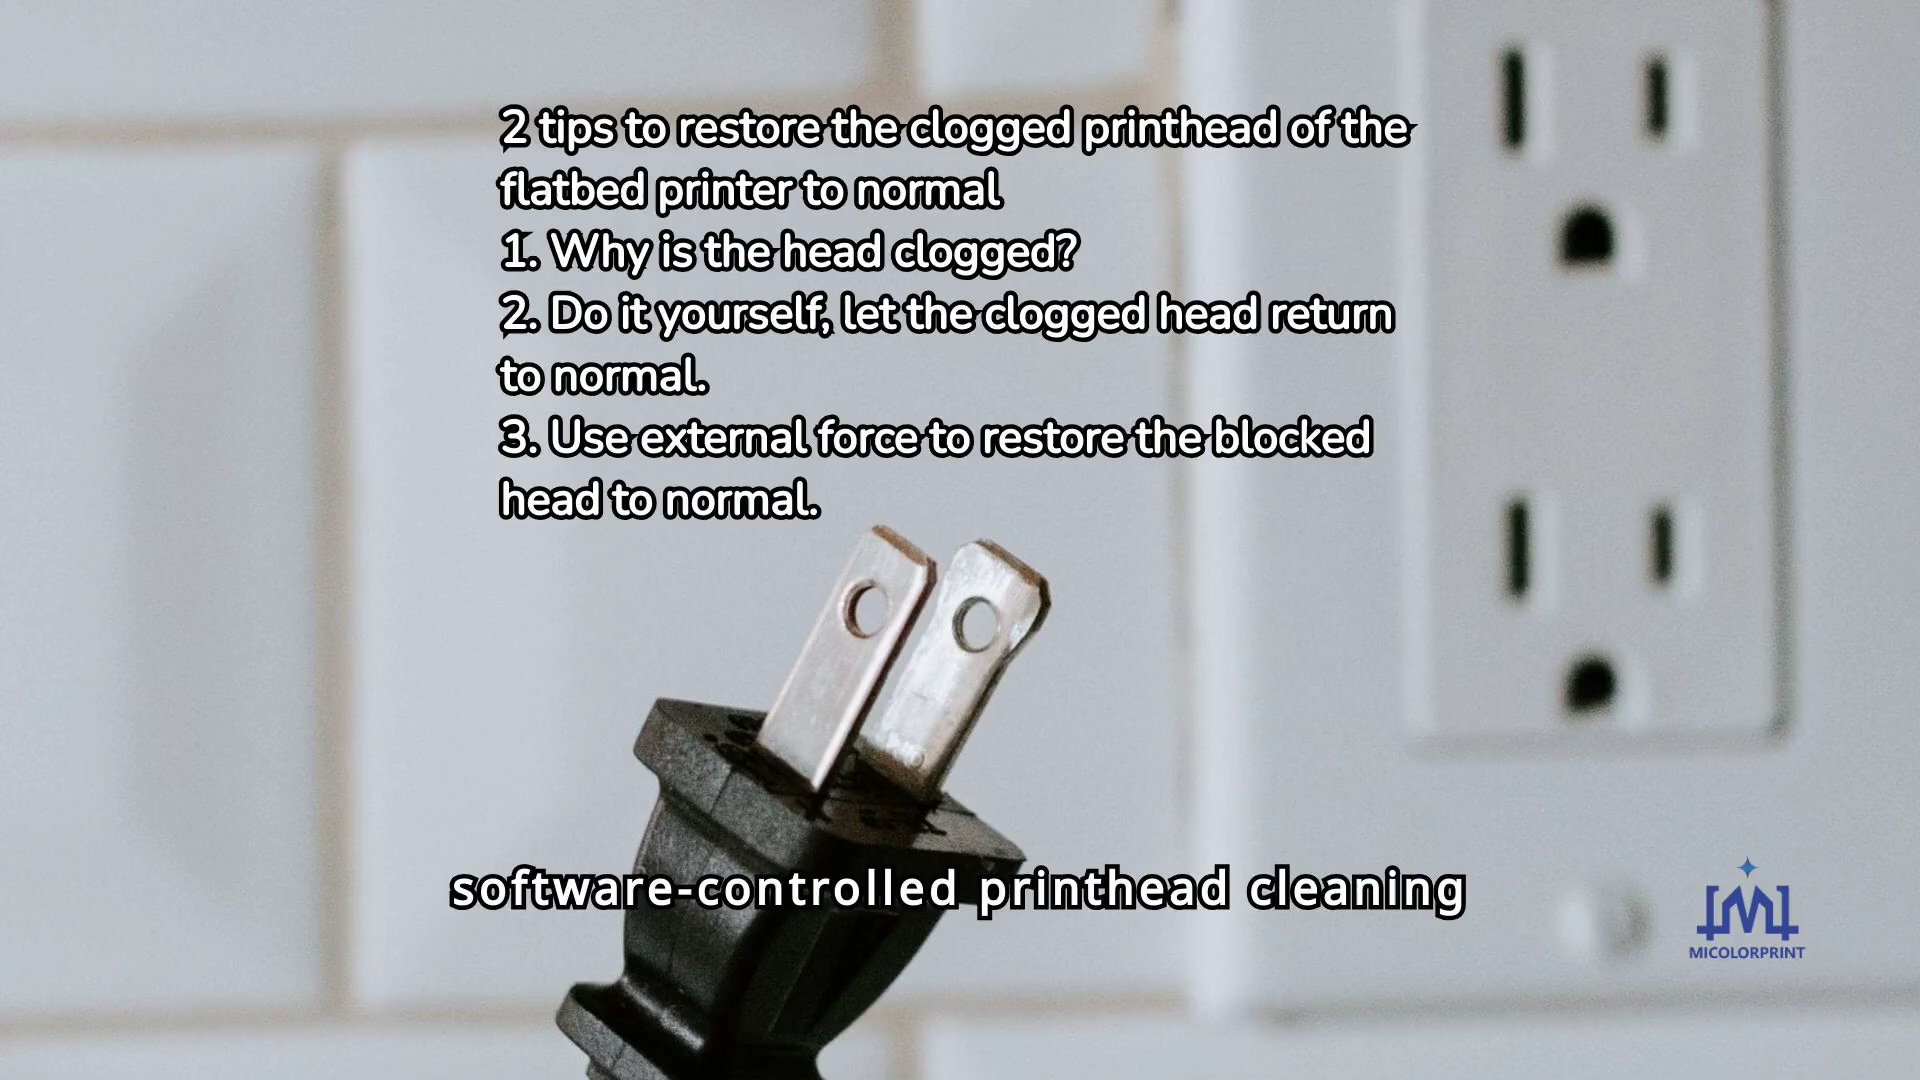 2 tips to restore the clogged printhead of the
flatbed printer to normal
1. Why is the head clogged?
2. Do it yourself, let the clogged head return
to normal.
3. Use external force to restore the blocked
head to normal.
software-controlled printhead cleaning
MICOLORPRINT